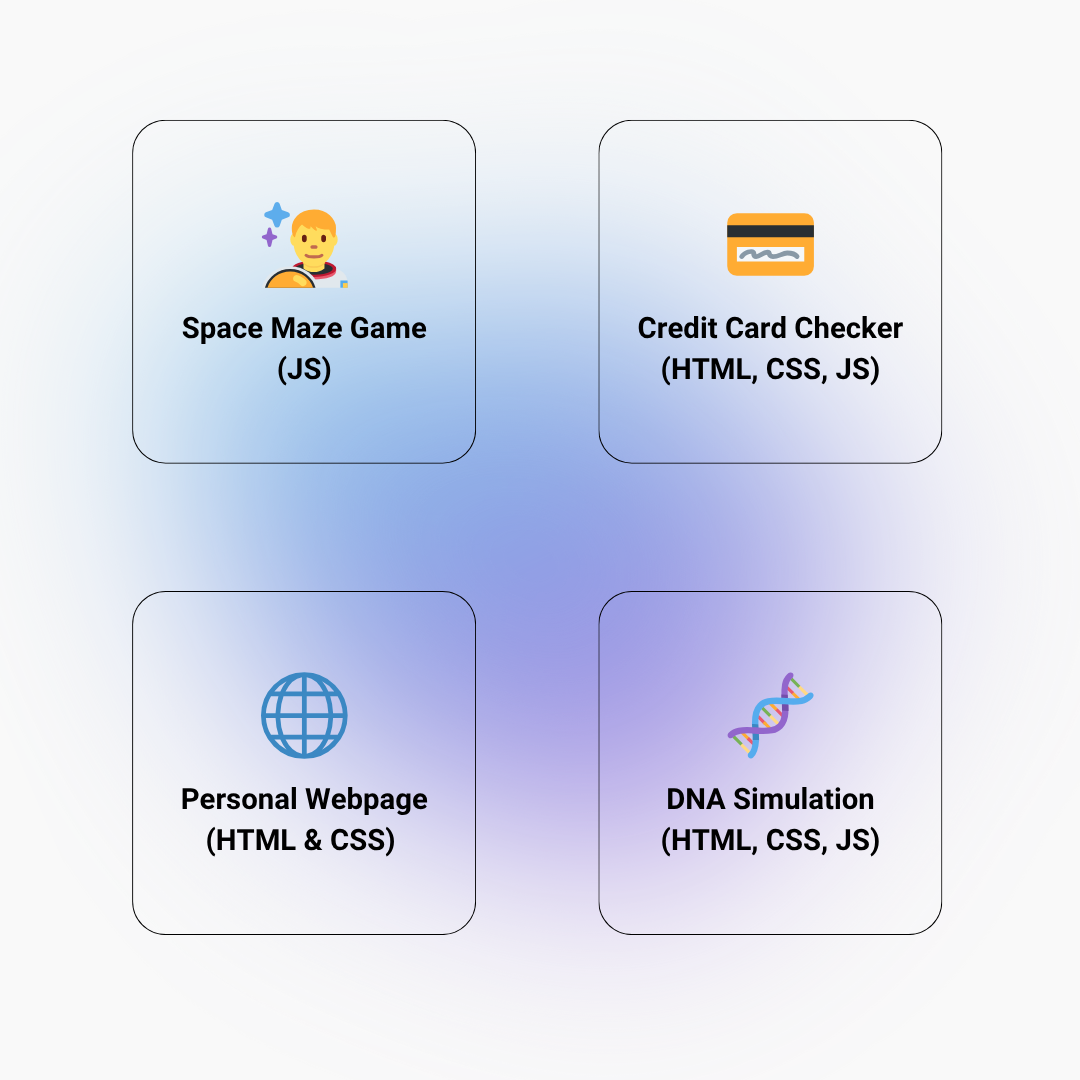 Space Maze Game
(JS)
Credit Card Checker
(HTML, CSS, JS)
Personal Webpage
(HTML & CSS)
DNA Simulation
(HTML, CSS, JS)